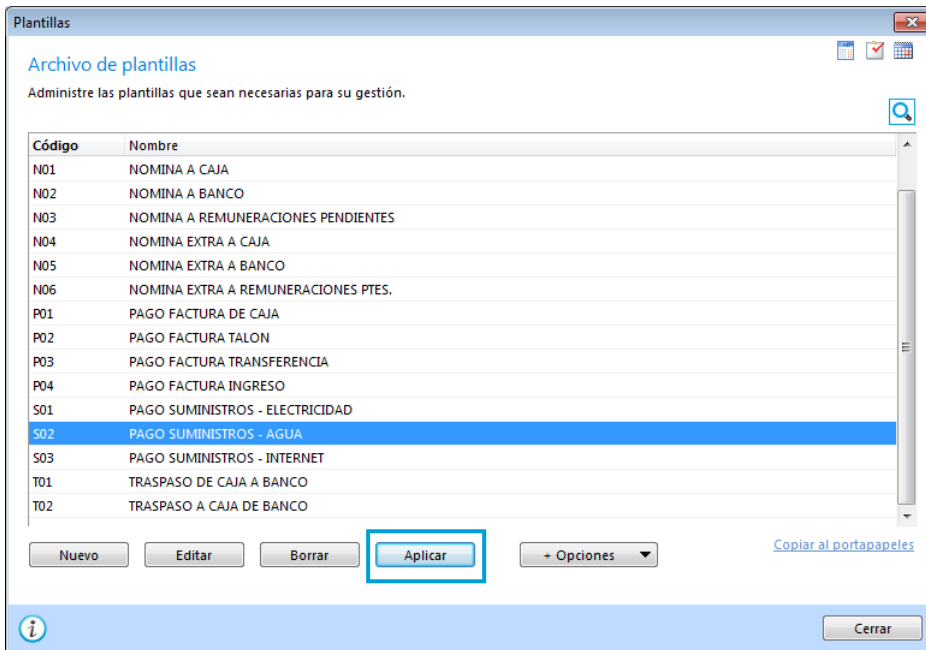 Plantillas
Archivo de plantillas
Administre las plantillas que sean necesarias para su gestión.
Código Nombre
N01 NOMINA A CAJA
N02 NOMINA A BANCO
N03 NOMINA A REMUNERACIONES PENDIENTES
N04 NOMINA EXTRA A CAJA
N05 NOMINA EXTRA A BANCO
N06 NOMINA EXTRA A REMUNERACIONES PTES.
P01 PAGO FACTURA DE CAJA
P02 PAGO FACTURA TALON
P03 PAGO FACTURA TRANSFERENCIA
P04 PAGO FACTURA INGRESO
S01 PAGO SUMINISTROS - ELECTRICIDAD
S02 PAGO SUMINISTROS - AGUA
S03 PAGO SUMINISTROS - INTERNET
T01 TRASPASO DE CAJA A BANCO
T02 TRASPASO A CAJA DE BANCO
Nuevo Editar Borrar Aplicar + Opciones Copiar al portapapeles
Cerrar